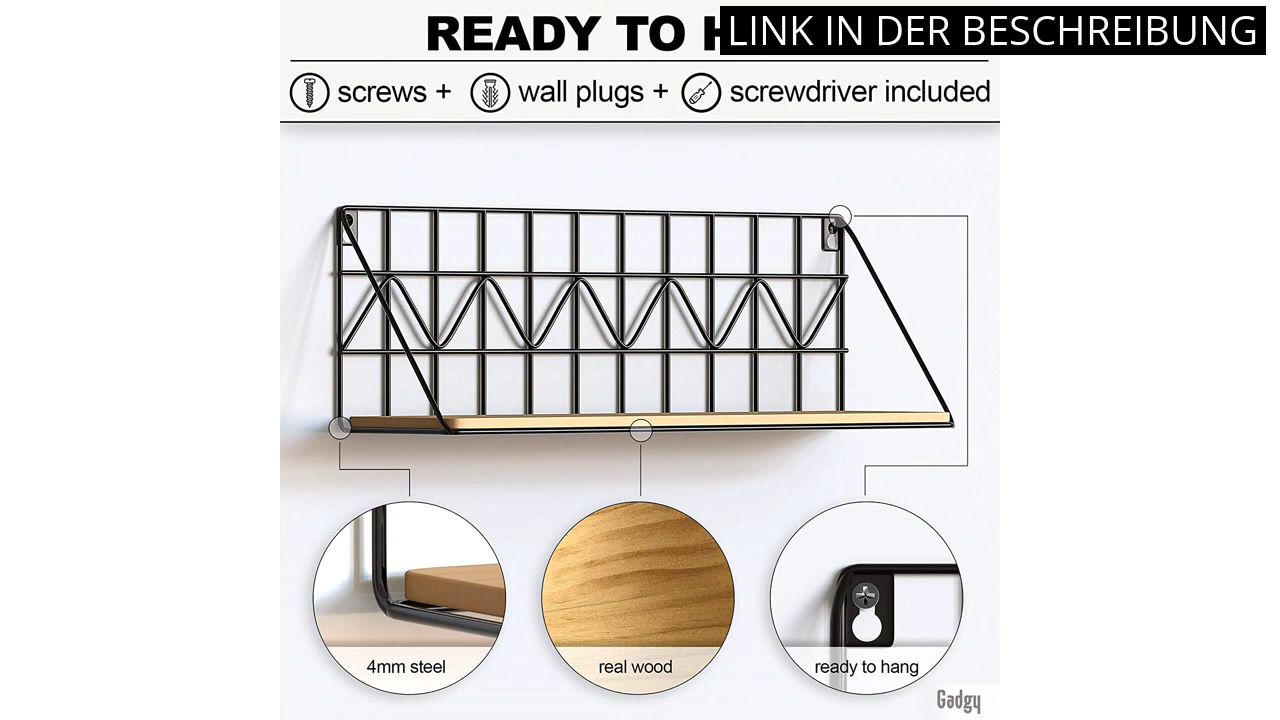 READY TO H
LINK IN DER BESCHREIBUNG
screws + wall plugs + screwdriver included
4mm steel
real wood
ready to hang
Gadgy